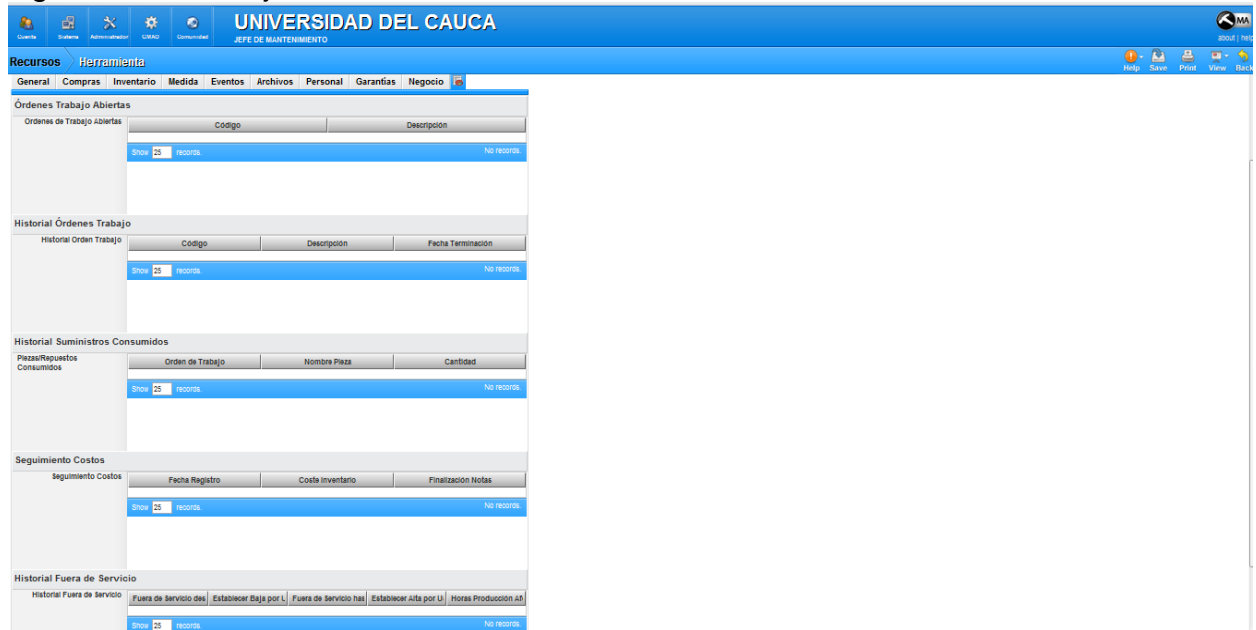 Cuenta Sistema Administrador GMAO Comunidad
UNIVERSIDAD DEL CAUCA
JEFE DE MANTENIMIENTO
MA
about | help
Recursos Herramienta
Help Save Print View Back
General Compras Inventario Medida Eventos Archivos Personal Garantías Negocio
Órdenes Trabajo Abiertas
Ordenes de Trabajo Abiertas Código Descripción
Show 25 records. No records.
Historial Órdenes Trabajo
Historial Orden Trabajo Código Descripción Fecha Terminación
Show 25 records. No records.
Historial Suministros Consumidos
Piezas/Repuestos Consumidos Orden de Trabajo Nombre Pieza Cantidad
Show 25 records. No records.
Seguimiento Costos
Seguimiento Costos Fecha Registro Coste Inventario Finalización Notas
Show 25 records. No records.
Historial Fuera de Servicio
Historial Fuera de Servicio Fuera de Servicio des Establecer Baja por U Fuera de Servicio has Establecer Alta por U Horas Producción Af
Show 25 records. No records.